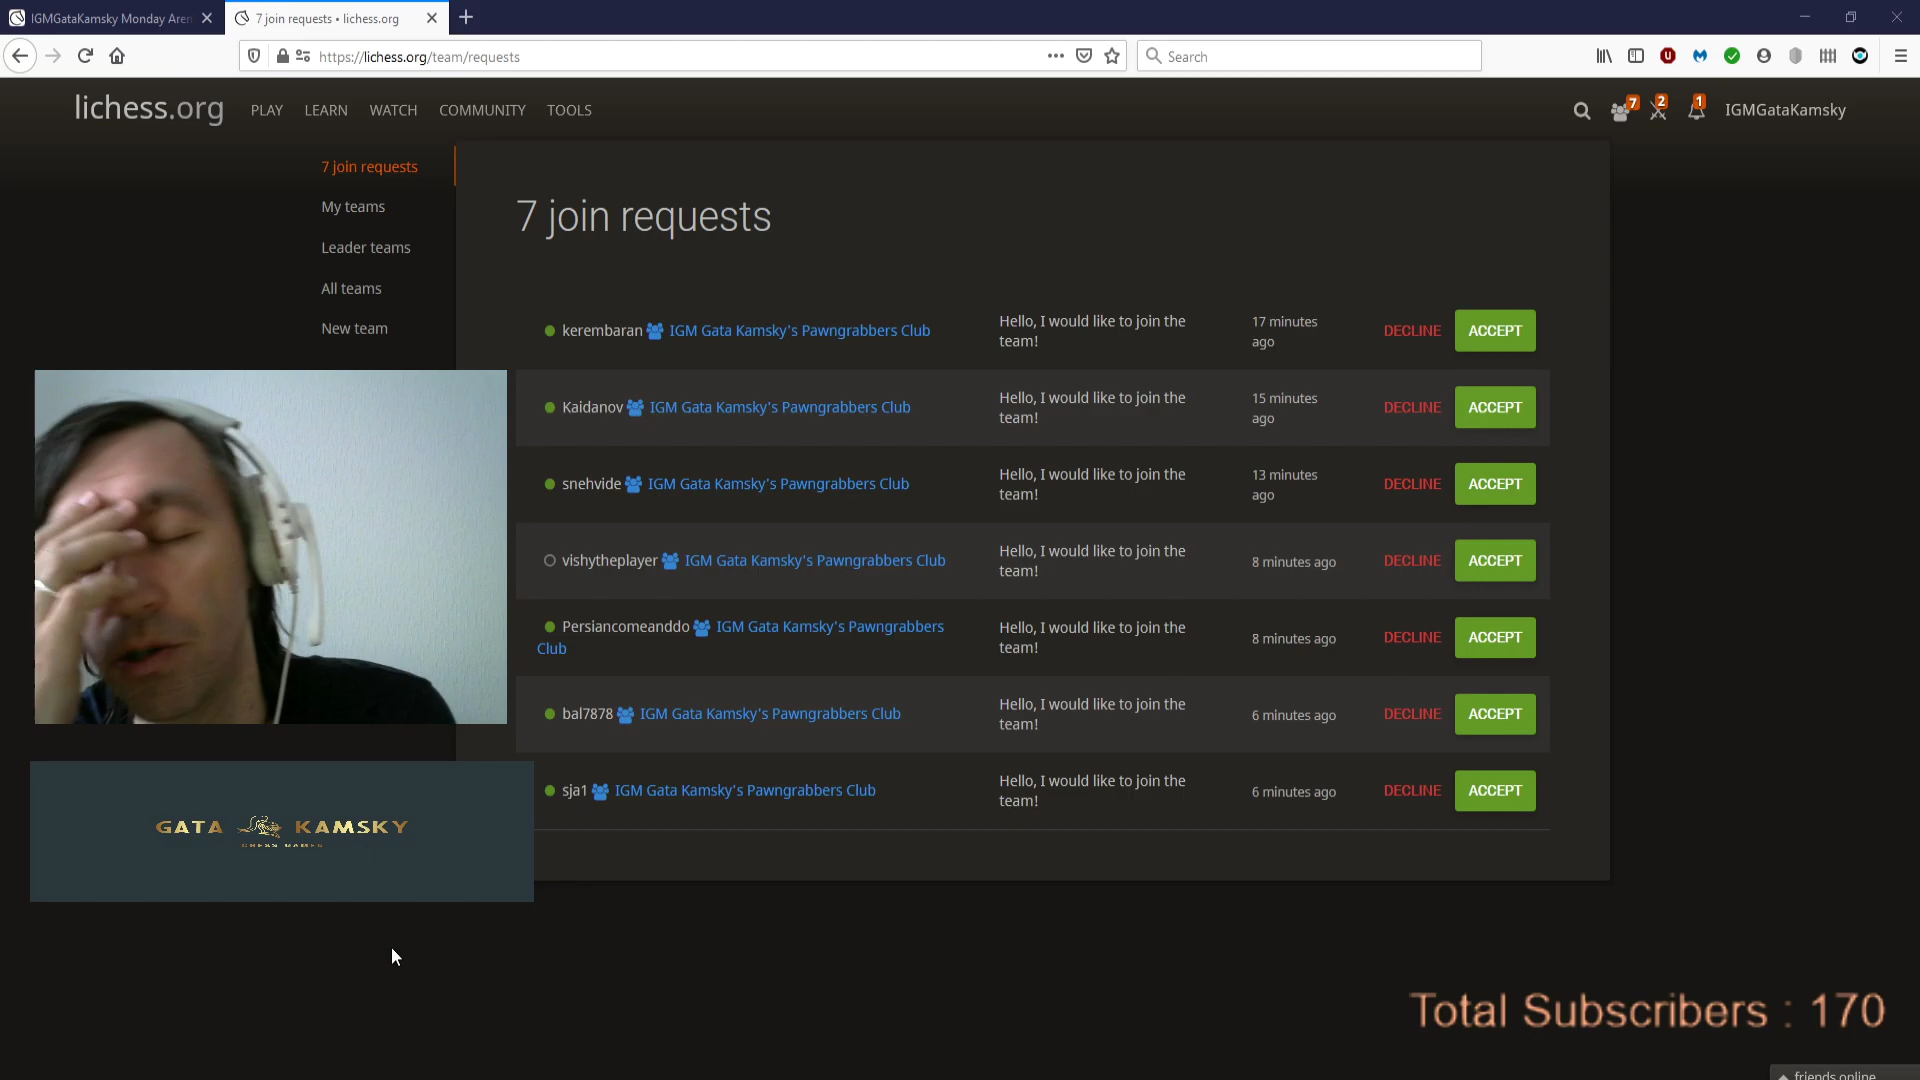 IGMGataKamsky Monday Aren
7 join requests • lichess.org
https://lichess.org/team/requests
Search
lichess.org
PLAY
LEARN
WATCH
COMMUNITY
TOOLS
7
2
1
IGMGataKamsky
7 join requests
My teams
Leader teams
All teams
New team
7 join requests
kerembaran IGM Gata Kamsky's Pawngrabbers Club
Hello, I would like to join the
team!
17 minutes
ago
DECLINE
ACCEPT
Kaidanov IGM Gata Kamsky's Pawngrabbers Club
Hello, I would like to join the
team!
15 minutes
ago
DECLINE
ACCEPT
snehvide IGM Gata Kamsky's Pawngrabbers Club
Hello, I would like to join the
team!
13 minutes
ago
DECLINE
ACCEPT
vishytheplayer IGM Gata Kamsky's Pawngrabbers Club
Hello, I would like to join the
team!
8 minutes ago
DECLINE
ACCEPT
Persiancomeanddo IGM Gata Kamsky's Pawngrabbers
Club
Hello, I would like to join the
team!
8 minutes ago
DECLINE
ACCEPT
bal7878 IGM Gata Kamsky's Pawngrabbers Club
Hello, I would like to join the
team!
6 minutes ago
DECLINE
ACCEPT
sja1 IGM Gata Kamsky's Pawngrabbers Club
Hello, I would like to join the
team!
6 minutes ago
DECLINE
ACCEPT
GATA KAMSKY
Total Subscribers : 170
friends online